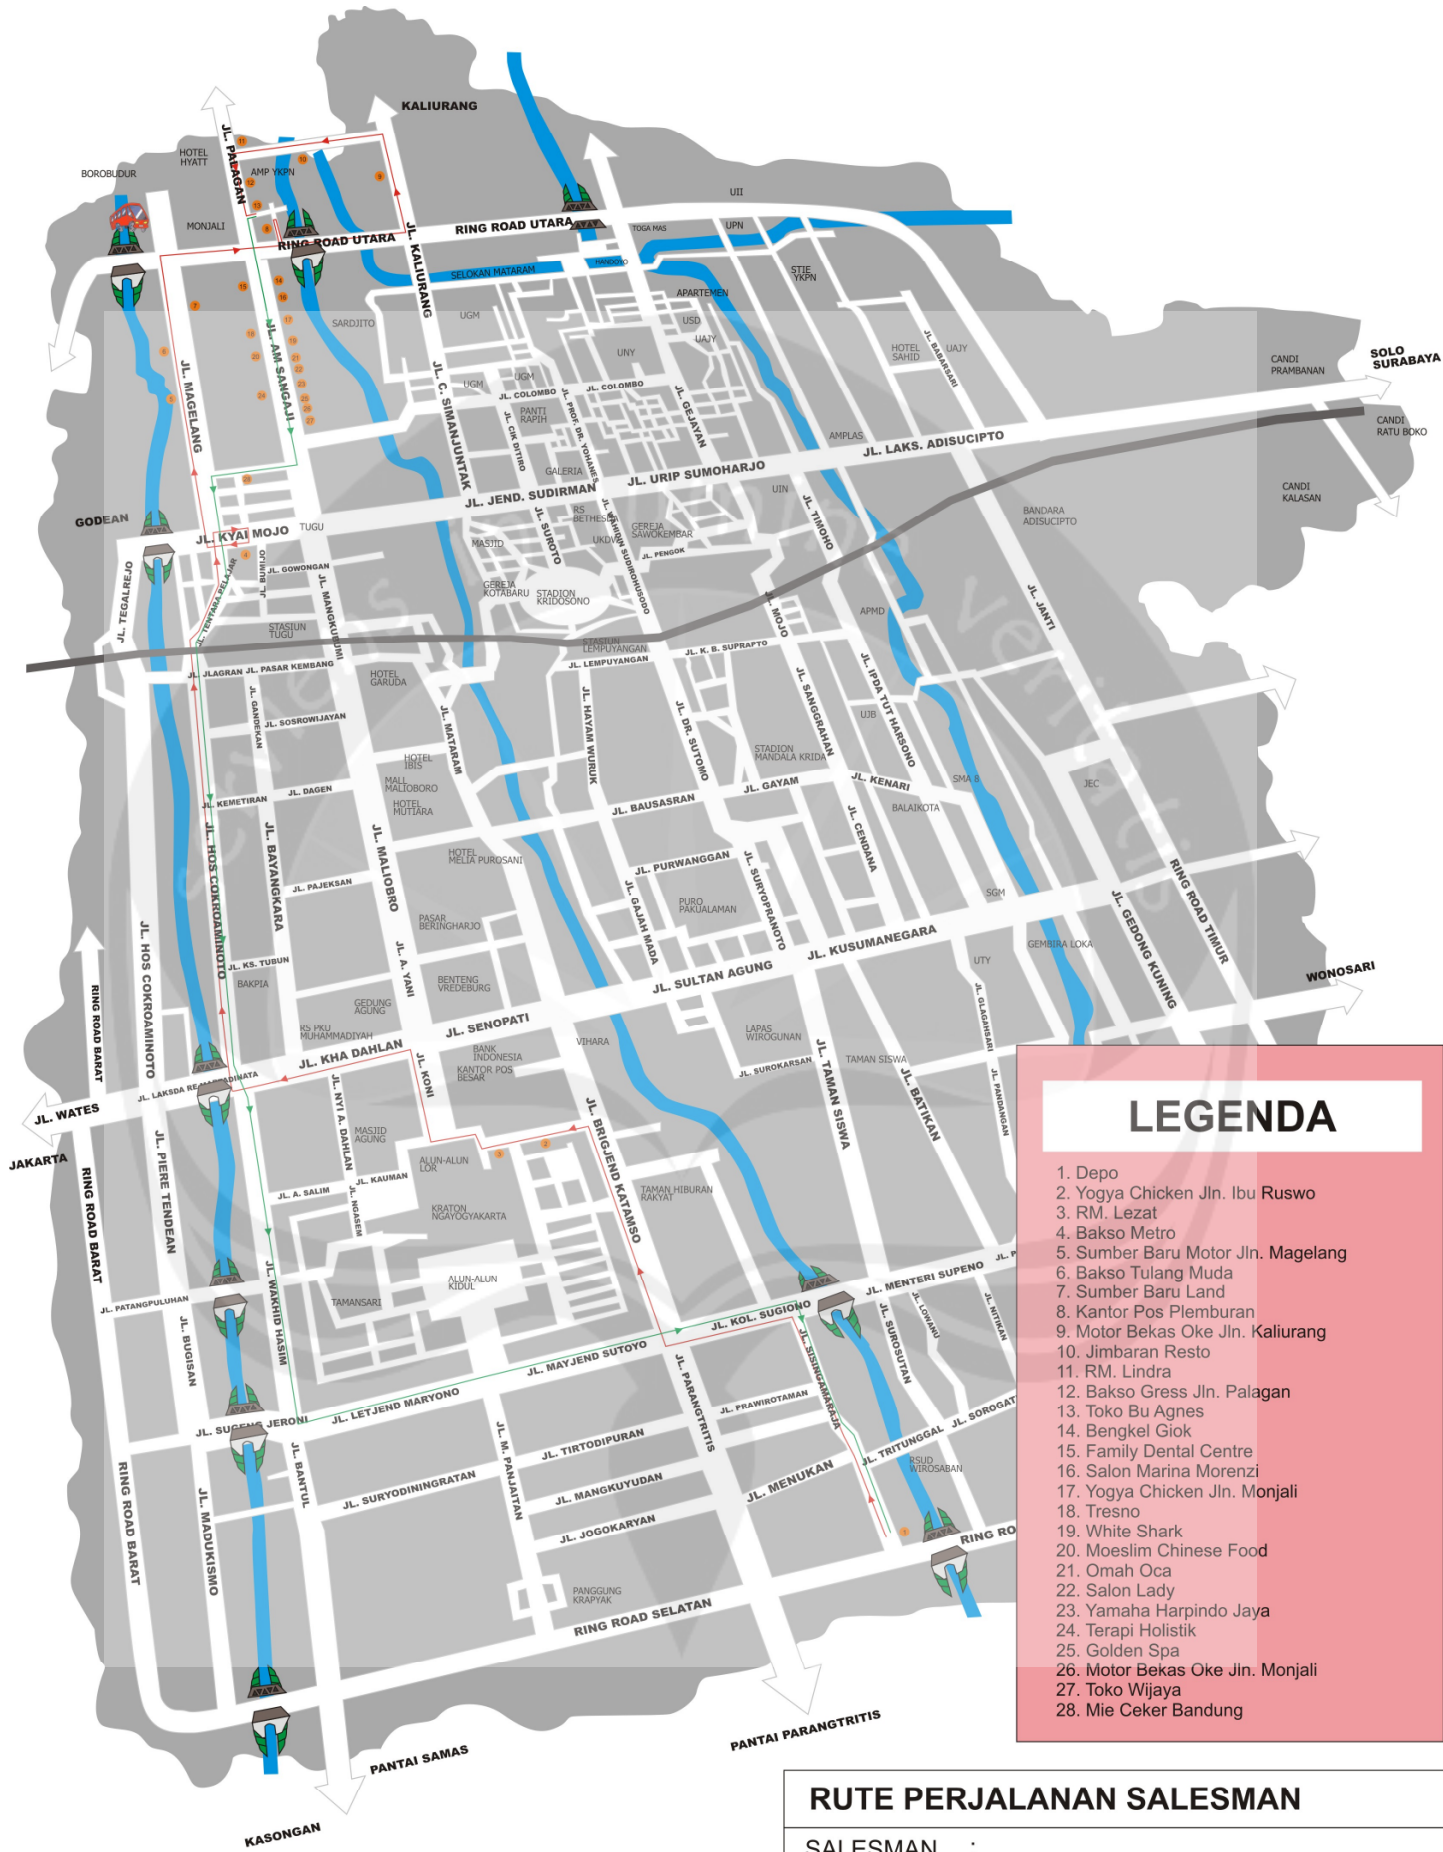 KALIURANG
JL. PALAGAN
HOTEL
HYATT
BOROBUDUR
AMP YKPN
MONJALI
UII
UPN
TOGA MAS
RING ROAD UTARA
RING ROAD UTARA
JL. KALIURANG
SELOKAN MATARAM
HANDOYO
STIE
YKPN
APARTEMEN
SARDJITO
UGM
USD
UAJY
UNY
JL. AM SANGAJI
JL. MAGELANG
HOTEL
SAHID
UAJY
JL. BABARSARI
CANDI
PRAMBANAN
SOLO
SURABAYA
CANDI
RATU BOKO
CANDI
KALASAN
JL. C. SIMANJUNTAK
UGM
UGM
JL. COLOMBO
JL. COLOMBO
PANTI
RAPIH
JL. CIK DITIRO
JL. PROF. DR. YOHANES
JL. GEJAYAN
AMPLAS
JL. LAKS. ADISUCIPTO
GALERIA
JL. URIP SUMOHARJO
JL. JEND. SUDIRMAN
UIN
JL. TIMOHO
BANDARA
ADISUCIPTO
GODEAN
JL. KYAI MOJO
TUGU
MASJID
JL. SUROTO
RS
BETHESDA
UKDW
JL. WAHIDIN SUDIROHUSODO
GEREJA
SAWOKEMBAR
JL. PENGOK
JL. TEGALREJO
JL. TENTARA PELAJAR
JL. BUMIJO
JL. GOWONGAN
JL. MANGKUBUMI
GEREJA
KOTABARU
STADION
KRIDOSONO
JL. MOJO
APMD
JL. JANTI
STASIUN
TUGU
STASIUN
LEMPUYANGAN
JL. LEMPUYANGAN
JL. K. B. SUPRAPTO
JL. JLAGRAN
JL. PASAR KEMBANG
HOTEL
GARUDA
JL. GANDEKAN
JL. SOSROWIJAYAN
JL. MATARAM
JL. HAYAM WURUK
JL. DR. SUTOMO
JL. SANGGRAHAN
JL. IPDA TUT HARSONO
UJB
STADION
MANDALA KRIDA
HOTEL
IBIS
MALL
MALIOBORO
HOTEL
MUTIARA
JL. KEMETIRAN
JL. DAGEN
JL. BAUSASRAN
JL. GAYAM
JL. KENARI
SMA 8
BALAIKOTA
JEC
JL. HOS COKROAMINOTO
JL. BAYANGKARA
JL. MALIOBRO
HOTEL
MELIA PUROSANI
JL. CENDANA
JL. PURWANGGAN
JL. PAJEKSAN
JL. GAJAH MADA
PURO
PAKUALAMAN
JL. SURYOPRANOTO
SGM
JL. GEDONG KUNING
RING ROAD TIMUR
PASAR
BERINGHARJO
JL. KUSUMANEGARA
GEMBIRA LOKA
UTY
JL. HOS COKROAMINOTO
JL. KS. TUBUN
BAKPIA
JL. A. YANI
BENTENG
VREDEBURG
JL. SULTAN AGUNG
WONOSARI
RING ROAD BARAT
GEDUNG
AGUNG
RS PKU
MUHAMMADIYAH
JL. SENOPATI
JL. KHA DAHLAN
VIHARA
LAPAS
WIROGUNAN
JL. SUROKARSAN
TAMAN SISWA
JL. GLAGAHSARI
JL. PANDANGAN
BANK
INDONESIA
KANTOR POS
BESAR
JL. KONI
JL. WATES
JAKARTA
JL. NYI A. DAHLAN
MASJID
AGUNG
JL. TAMAN SISWA
JL. BATIKAN
JL. BRIGJEND KATAMSO
ALUN-ALUN
LOR
JL. KAUMAN
JL. A. SALIM
JL. NGASEM
KRATON
NGAYOGYAKARTA
TAMAN HIBURAN
RAKYAT
JL. PIERE TENDEAN
RING ROAD BARAT
JL. WAKHID HASIM
ALUN-ALUN
KIDUL
TAMANSARI
JL. PATANGPULUHAN
JL. BUGISAN
JL. MENTERI SUPENO
JL. KOL. SUGIONO
JL. MAYJEND SUTOYO
JL. LETJEND MARYONO
JL. SISINGAMARAJA
JL. SUROSUTAN
JL. LOWANU
JL. NITIKAN
JL. PRAWIROTAMAN
JL. TRITUNGGAL
JL. M. PANJAITAN
JL. PARANGTRITIS
JL. TIRTODIPURAN
JL. SURYODININGRATAN
JL. MANGKUYUDAN
JL. MENUKAN
RSUD
WIROSABAN
JL. JOGOKARYAN
JL. BANTUL
JL. MADUKISMO
RING ROAD BARAT
PANGGUNG
KRAPYAK
RING ROAD SELATAN
PANTAI PARANGTRITIS
PANTAI SAMAS
KASONGAN
LEGENDA
1. Depo
2. Yogya Chicken Jln. Ibu Ruswo
3. RM. Lezat
4. Bakso Metro
5. Sumber Baru Motor Jln. Magelang
6. Bakso Tulang Muda
7. Sumber Baru Land
8. Kantor Pos Plemburan
9. Motor Bekas Oke Jln. Kaliurang
10. Jimbaran Resto
11. RM. Lindra
12. Bakso Gress Jln. Palagan
13. Toko Bu Agnes
14. Bengkel Giok
15. Family Dental Centre
16. Salon Marina Morenzi
17. Yogya Chicken Jln. Monjali
18. Tresno
19. White Shark
20. Moeslim Chinese Food
21. Omah Oca
22. Salon Lady
23. Yamaha Harpindo Jaya
24. Terapi Holistik
25. Golden Spa
26. Motor Bekas Oke Jln. Monjali
27. Toko Wijaya
28. Mie Ceker Bandung
RUTE PERJALANAN SALESMAN
SALESMAN :